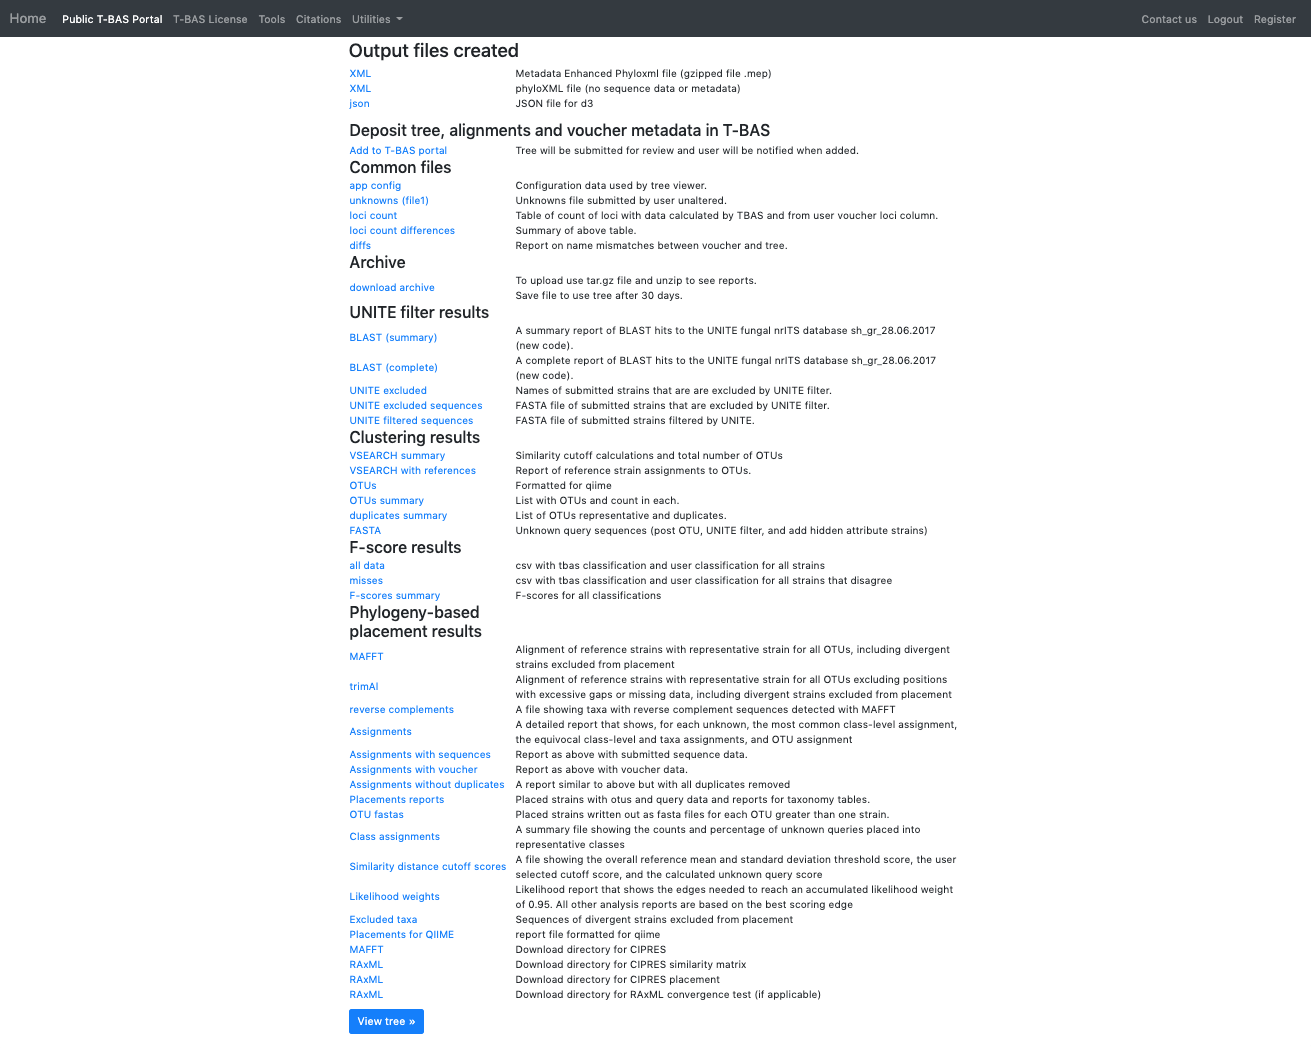 Home Public T-BAS Portal T-BAS License Tools Citations Utilities Contact us Logout Register
Output files created
XML Metadata Enhanced Phyloxml file (gzipped file .mep)
XML phyloXML file (no sequence data or metadata)
json JSON file for d3
Deposit tree, alignments and voucher metadata in T-BAS
Add to T-BAS portal Tree will be submitted for review and user will be notified when added.
Common files
app config Configuration data used by tree viewer.
unknowns (file1) Unknowns file submitted by user unaltered.
loci count Table of count of loci with data calculated by TBAS and from user voucher loci column.
loci count differences Summary of above table.
diffs Report on name mismatches between voucher and tree.
Archive
download archive To upload use tar.gz file and unzip to see reports.
Save file to use tree after 30 days.
UNITE filter results
BLAST (summary) A summary report of BLAST hits to the UNITE fungal nrITS database sh_gr_28.06.2017
(new code).
BLAST (complete) A complete report of BLAST hits to the UNITE fungal nrITS database sh_gr_28.06.2017
(new code).
UNITE excluded Names of submitted strains that are are excluded by UNITE filter.
UNITE excluded sequences FASTA file of submitted strains that are excluded by UNITE filter.
UNITE filtered sequences FASTA file of submitted strains filtered by UNITE.
Clustering results
VSEARCH summary Similarity cutoff calculations and total number of OTUs
VSEARCH with references Report of reference strain assignments to OTUs.
OTUs Formatted for qiime
OTUs summary List with OTUs and count in each.
duplicates summary List of OTUs representative and duplicates.
FASTA Unknown query sequences (post OTU, UNITE filter, and add hidden attribute strains)
F-score results
all data csv with tbas classification and user classification for all strains
misses csv with tbas classification and user classification for all strains that disagree
F-scores summary F-scores for all classifications
Phylogeny-based
placement results
MAFFT Alignment of reference strains with representative strain for all OTUs, including divergent
strains excluded from placement
trimAl Alignment of reference strains with representative strain for all OTUs excluding positions
with excessive gaps or missing data, including divergent strains excluded from placement
reverse complements A file showing taxa with reverse complement sequences detected with MAFFT
Assignments A detailed report that shows, for each unknown, the most common class-level assignment,
the equivocal class-level and taxa assignments, and OTU assignment
Assignments with sequences Report as above with submitted sequence data.
Assignments with voucher Report as above with voucher data.
Assignments without duplicates A report similar to above but with all duplicates removed
Placements reports Placed strains with otus and query data and reports for taxonomy tables.
OTU fastas Placed strains written out as fasta files for each OTU greater than one strain.
Class assignments A summary file showing the counts and percentage of unknown queries placed into
representative classes
Similarity distance cutoff scores A file showing the overall reference mean and standard deviation threshold score, the user
selected cutoff score, and the calculated unknown query score
Likelihood weights Likelihood report that shows the edges needed to reach an accumulated likelihood weight
of 0.95. All other analysis reports are based on the best scoring edge
Excluded taxa Sequences of divergent strains excluded from placement
Placements for QIIME report file formatted for qiime
MAFFT Download directory for CIPRES
RAxML Download directory for CIPRES similarity matrix
RAxML Download directory for CIPRES placement
RAxML Download directory for RAxML convergence test (if applicable)
View tree »